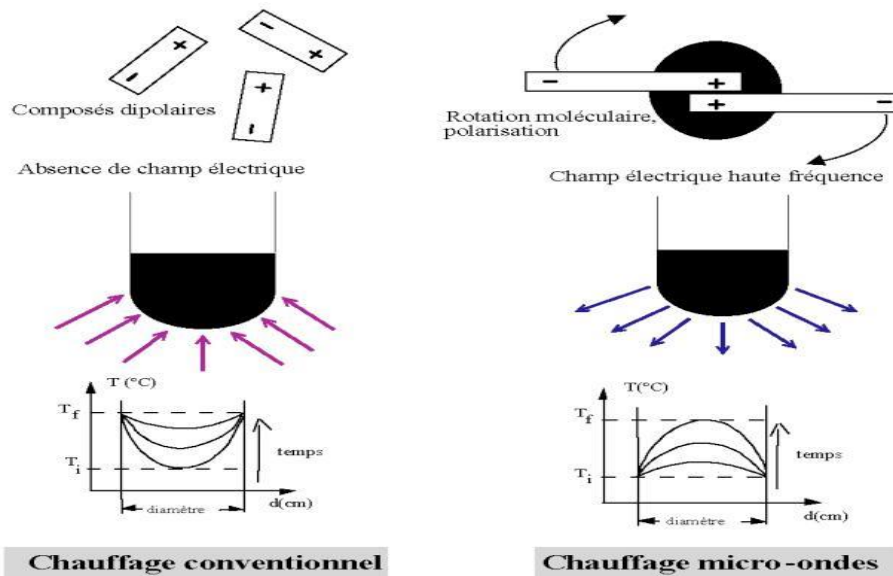 - +
- +
+ -
Composés dipolaires
Absence de champ électrique
T (°C)
T f
T i
temps
diamètre
d(cm)
Chauffage conventionnel
- +
+ -
Rotation moléculaire,
polarisation
Champ électrique haute fréquence
T(°C)
T f
T i
temps
diamètre
d(cm)
Chauffage micro-ondes